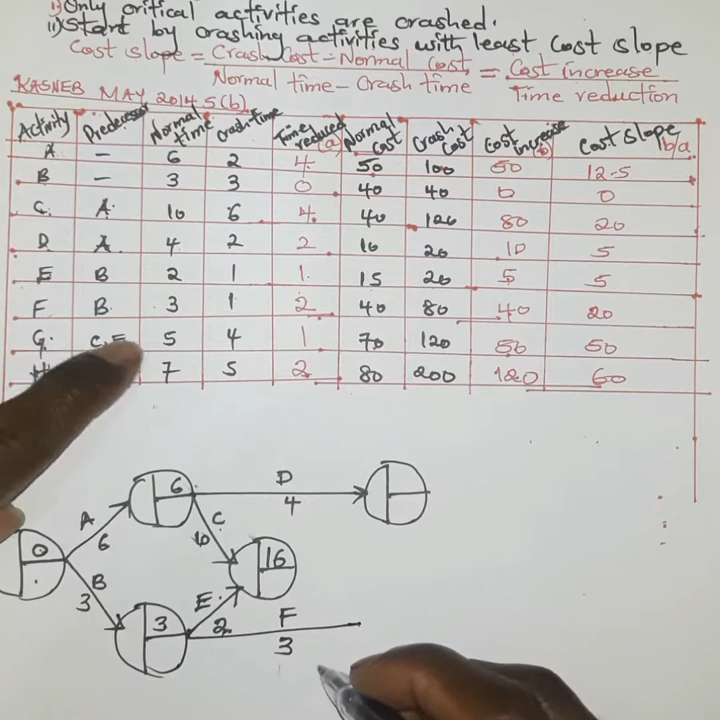 i) Only critical activities are crashed.
ii) Start by crashing activities with least cost slope
Cost slope = Crash Cost - Normal Cost / Normal time - Crash time = Cost increase / Time reduction
KASNEB MAY 2014 5(b)
Activity Predecessor Normal time Crash time Time reduced (a) Normal cost Crash cost Cost increase (b) Cost slope b/a
A - 6 2 4 50 100 50 12.5
B - 3 3 0 40 40 0 0
C. A. 10 6 4. 40 120 80 20
D A 4 2 2 10 20 10 5
E B 2 1 1 15 20 5 5
F B. 3 1 2 40 80 40 20
G. C,E 5 4 1 70 120 50 50
H 7 5 2 80 200 120 60
D
6
4
A
C
6
10
0
16
B
E
3
3
2
F
3